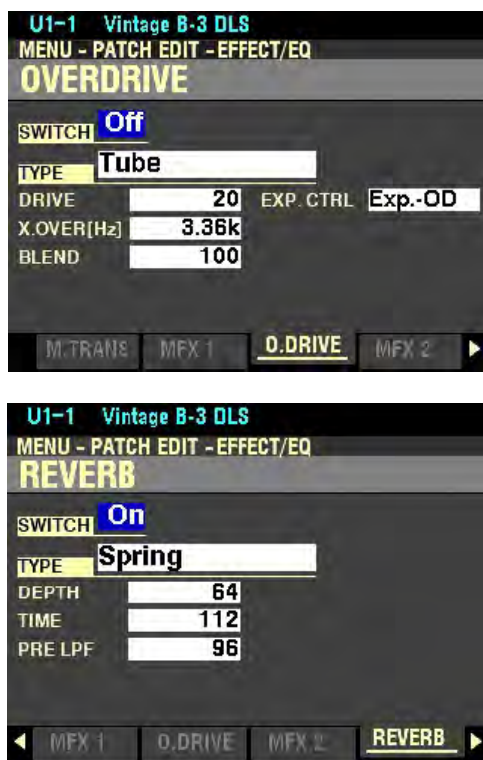 U1-1 Vintage B-3 DLS
MENU - PATCH EDIT - EFFECT/EQ
OVERDRIVE
SWITCH Off
TYPE Tube
DRIVE 20 EXP. CTRL Exp.-OD
X.OVER[Hz] 3.36k
BLEND 100
M.TRANS MFX 1 O.DRIVE MFX 2
U1-1 Vintage B-3 DLS
MENU - PATCH EDIT - EFFECT/EQ
REVERB
SWITCH On
TYPE Spring
DEPTH 64
TIME 112
PRE LPF 96
MFX 1 O.DRIVE MFX 2 REVERB